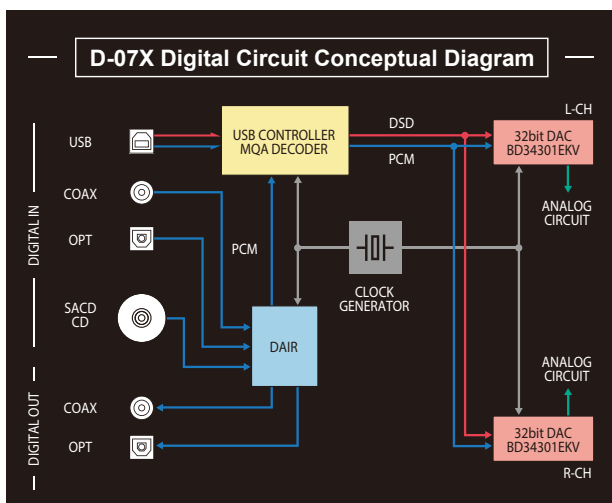 D-07X Digital Circuit Conceptual Diagram
L-CH
DIGITAL IN
USB
USB CONTROLLER
MQA DECODER
DSD
PCM
32bit DAC
BD34301EKV
COAX
ANALOG
CIRCUIT
OPT
PCM
CLOCK
GENERATOR
SACD
CD
DAIR
ANALOG
CIRCUIT
DIGITAL OUT
COAX
OPT
32bit DAC
BD34301EKV
R-CH